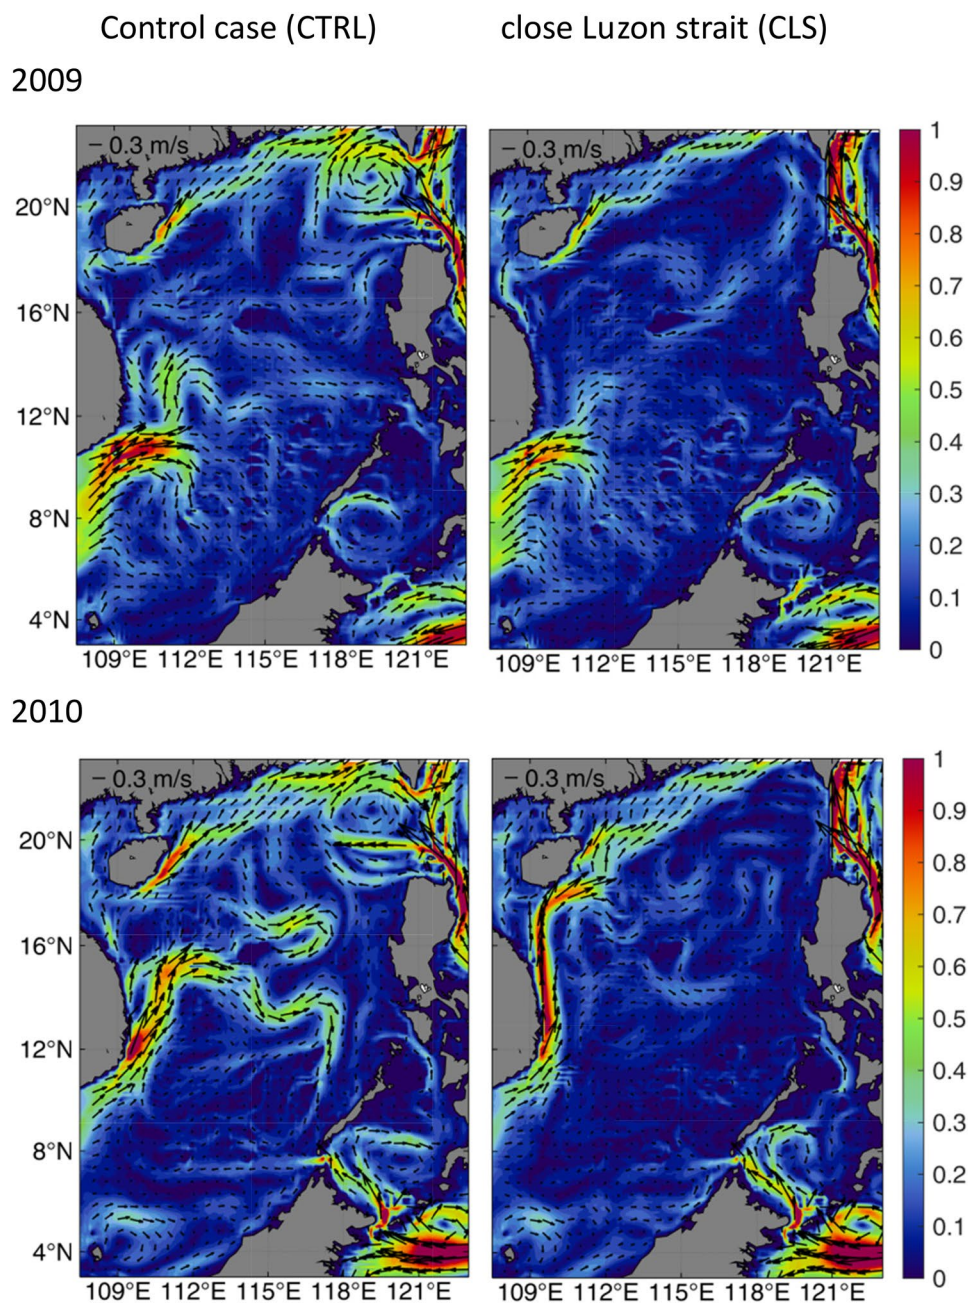 Control case (CTRL) close Luzon strait (CLS)
2009
− 0.3 m/s − 0.3 m/s
20°N
16°N
12°N
8°N
4°N
109°E 112°E 115°E 118°E 121°E 109°E 112°E 115°E 118°E 121°E
1
0.9
0.8
0.7
0.6
0.5
0.4
0.3
0.2
0.1
0
2010
− 0.3 m/s − 0.3 m/s
20°N
16°N
12°N
8°N
4°N
109°E 112°E 115°E 118°E 121°E 109°E 112°E 115°E 118°E 121°E
1
0.9
0.8
0.7
0.6
0.5
0.4
0.3
0.2
0.1
0